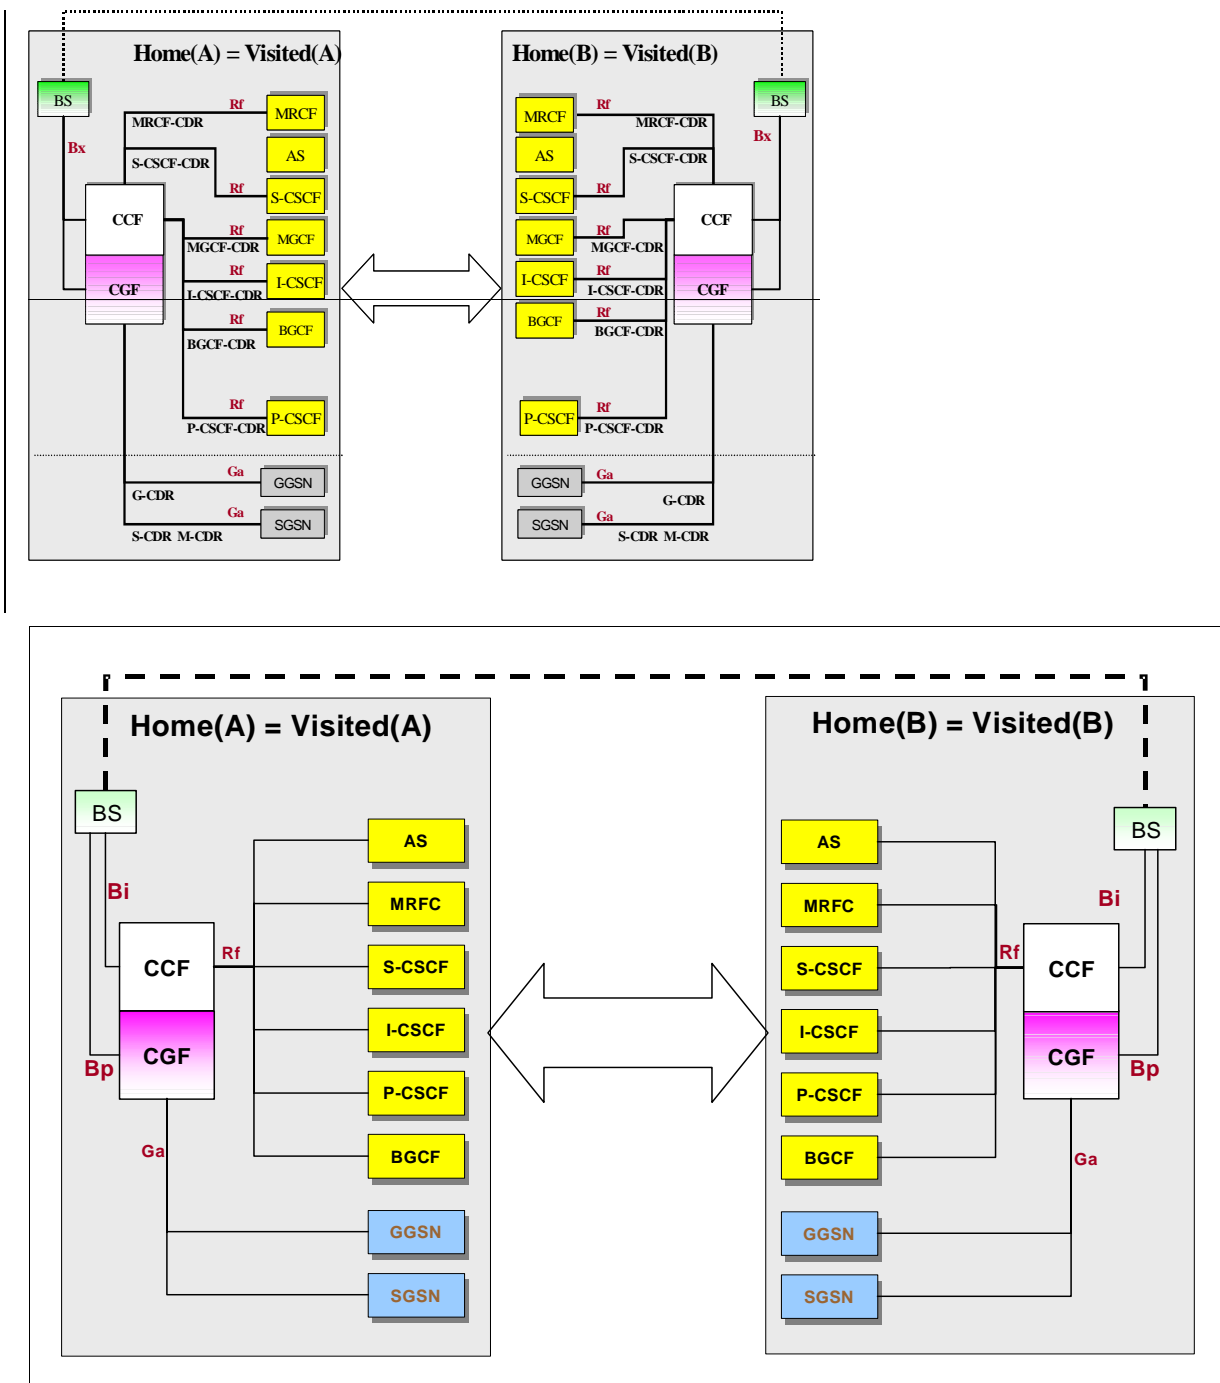 Home(A) = Visited(A)
BS
Bx
Rf
MRCF
MRCF-CDR
AS
S-CSCF-CDR
Rf
S-CSCF
CCF
Rf
MGCF
MGCF-CDR
Rf
I-CSCF
CGF
I-CSCF-CDR
Rf
BGCF
BGCF-CDR
Rf
P-CSCF
P-CSCF-CDR
Ga
GGSN
G-CDR
Ga
SGSN
S-CDR M-CDR
Home(B) = Visited(B)
BS
Bx
MRCF
Rf
MRCF-CDR
AS
S-CSCF-CDR
S-CSCF
Rf
CCF
MGCF
Rf
MGCF-CDR
I-CSCF
Rf
I-CSCF-CDR
CGF
BGCF
Rf
BGCF-CDR
P-CSCF
Rf
P-CSCF-CDR
GGSN
Ga
G-CDR
SGSN
Ga
S-CDR M-CDR
Home(A) = Visited(A)
BS
Bi
AS
MRFC
Rf
CCF
S-CSCF
I-CSCF
CGF
Bp
P-CSCF
Ga
BGCF
GGSN
SGSN
Home(B) = Visited(B)
BS
AS
Bi
MRFC
Rf
S-CSCF
CCF
I-CSCF
CGF
Bp
P-CSCF
BGCF
Ga
GGSN
SGSN